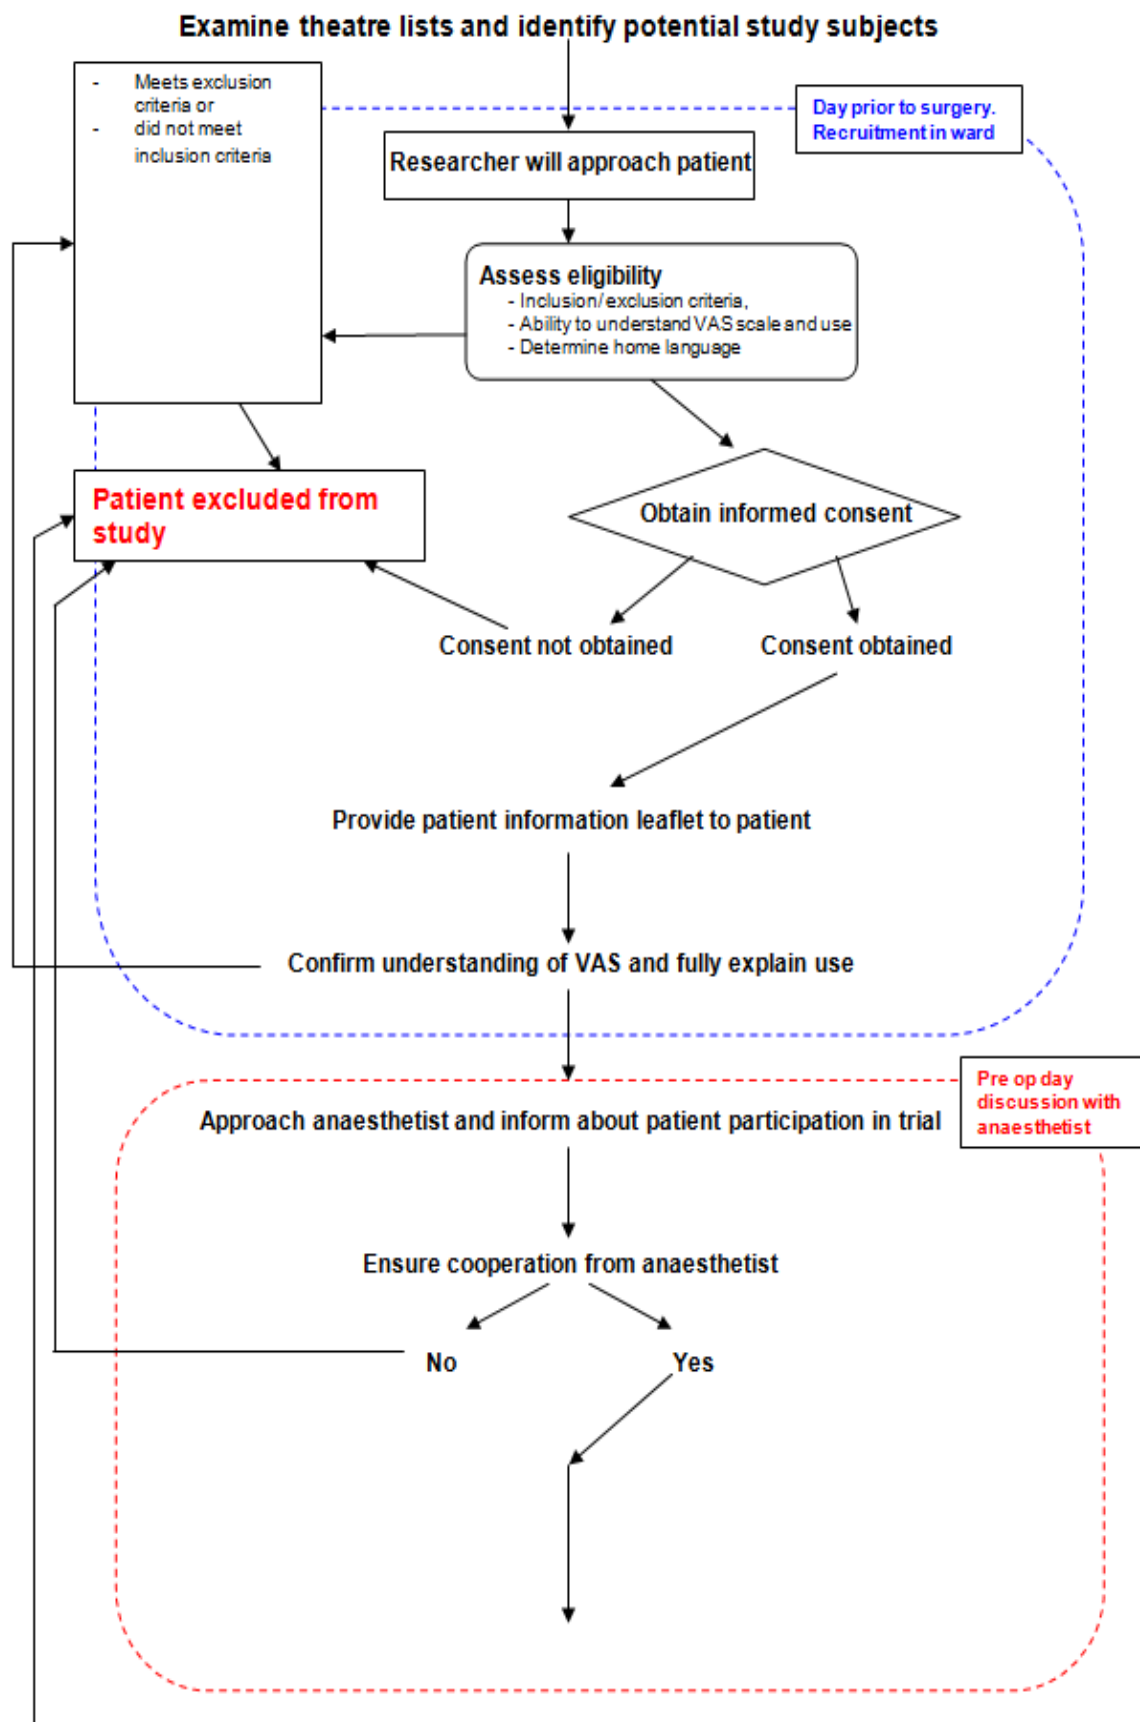 Examine theatre lists and identify potential study subjects
- Meets exclusion
criteria or
- did not meet
inclusion criteria
Day prior to surgery.
Recruitment in ward
Researcher will approach patient
Assess eligibility
- Inclusion/ exclusion criteria,
- Ability to understand VAS scale and use
- Determine home language
Patient excluded from
study
Obtain informed consent
Consent not obtained
Consent obtained
Provide patient information leaflet to patient
Confirm understanding of VAS and fully explain use
Pre op day
discussion with
anaesthetist
Approach anaesthetist and inform about patient participation in trial
Ensure cooperation from anaesthetist
No
Yes